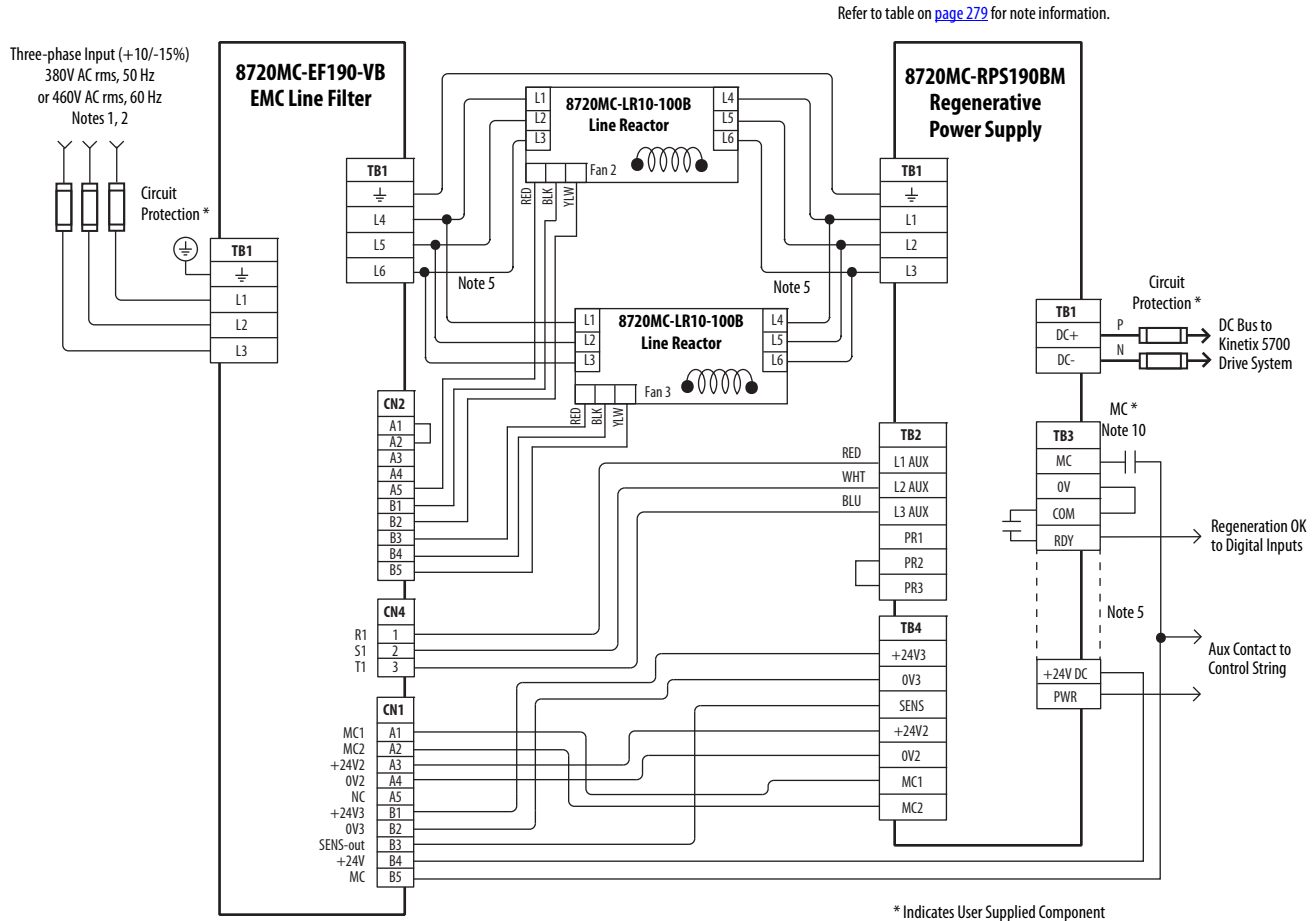 Refer to table on page 279 for note information.
Three-phase Input (+10/-15%)
380V AC rms, 50 Hz
or 460V AC rms, 60 Hz
Notes 1, 2
Circuit
Protection *
8720MC-EF190-VB
EMC Line Filter
TB1
L1
L2
L3
TB1
L4
L5
L6
Note 5
8720MC-LR10-100B
Line Reactor
L1
L2
L3
L4
L5
L6
Fan 2
RED
BLK
YLW
8720MC-LR10-100B
Line Reactor
L1
L2
L3
L4
L5
L6
Fan 3
RED
BLK
YLW
Note 5
8720MC-RPS190BM
Regenerative
Power Supply
TB1
L1
L2
L3
TB1
DC+
DC-
P
N
Circuit
Protection *
DC Bus to
Kinetix 5700
Drive System
CN2
A1
A2
A3
A4
A5
B1
B2
B3
B4
B5
CN4
R1 1
S1 2
T1 3
CN1
MC1 A1
MC2 A2
+24V2 A3
0V2 A4
NC A5
+24V3 B1
0V3 B2
SENS-out B3
+24V B4
MC B5
RED
WHT
BLU
TB2
L1 AUX
L2 AUX
L3 AUX
PR1
PR2
PR3
TB4
+24V3
0V3
SENS
+24V2
0V2
MC1
MC2
MC *
Note 10
TB3
MC
0V
COM
RDY
Regeneration OK
to Digital Inputs
Note 5
+24V DC
PWR
Aux Contact to
Control String
* Indicates User Supplied Component